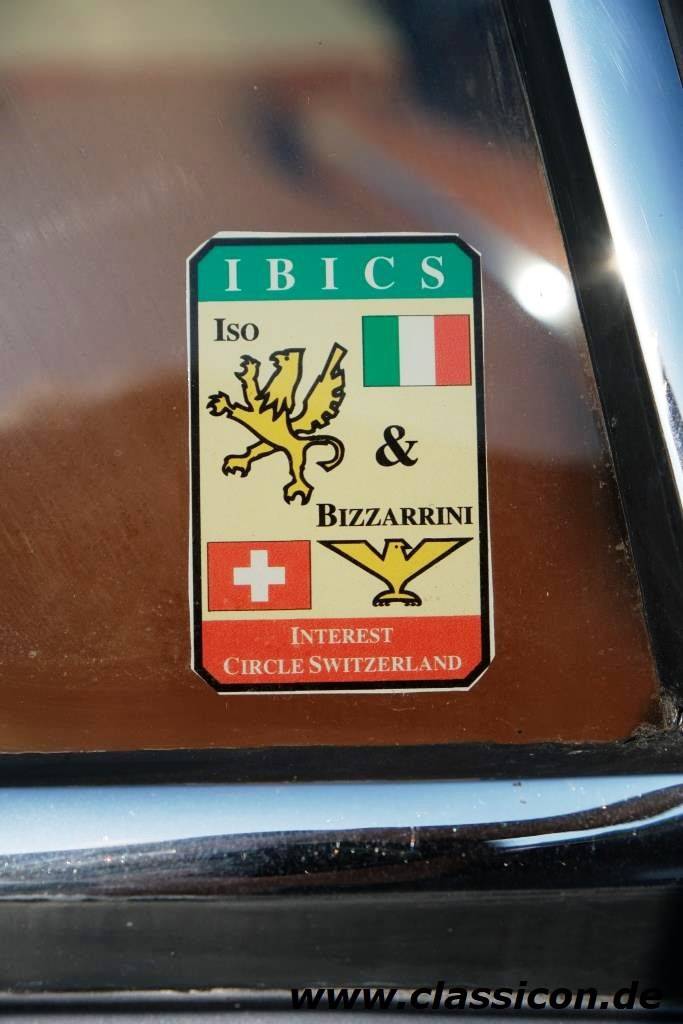 IBICS
ISO
&
BIZZARRINI
INTEREST
CIRCLE SWITZERLAND
www.classicon.de